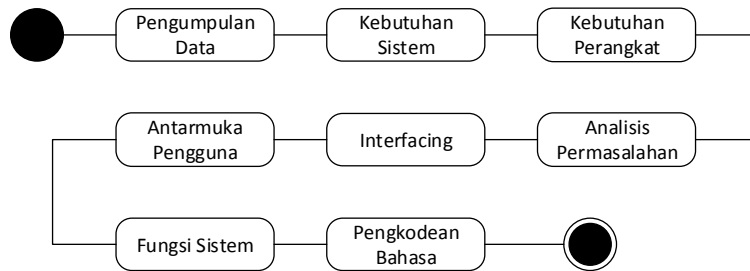 Pengumpulan
Data
Kebutuhan
Sistem
Kebutuhan
Perangkat
Antarmuka
Pengguna
Interfacing
Analisis
Permasalahan
Fungsi Sistem
Pengkodean
Bahasa